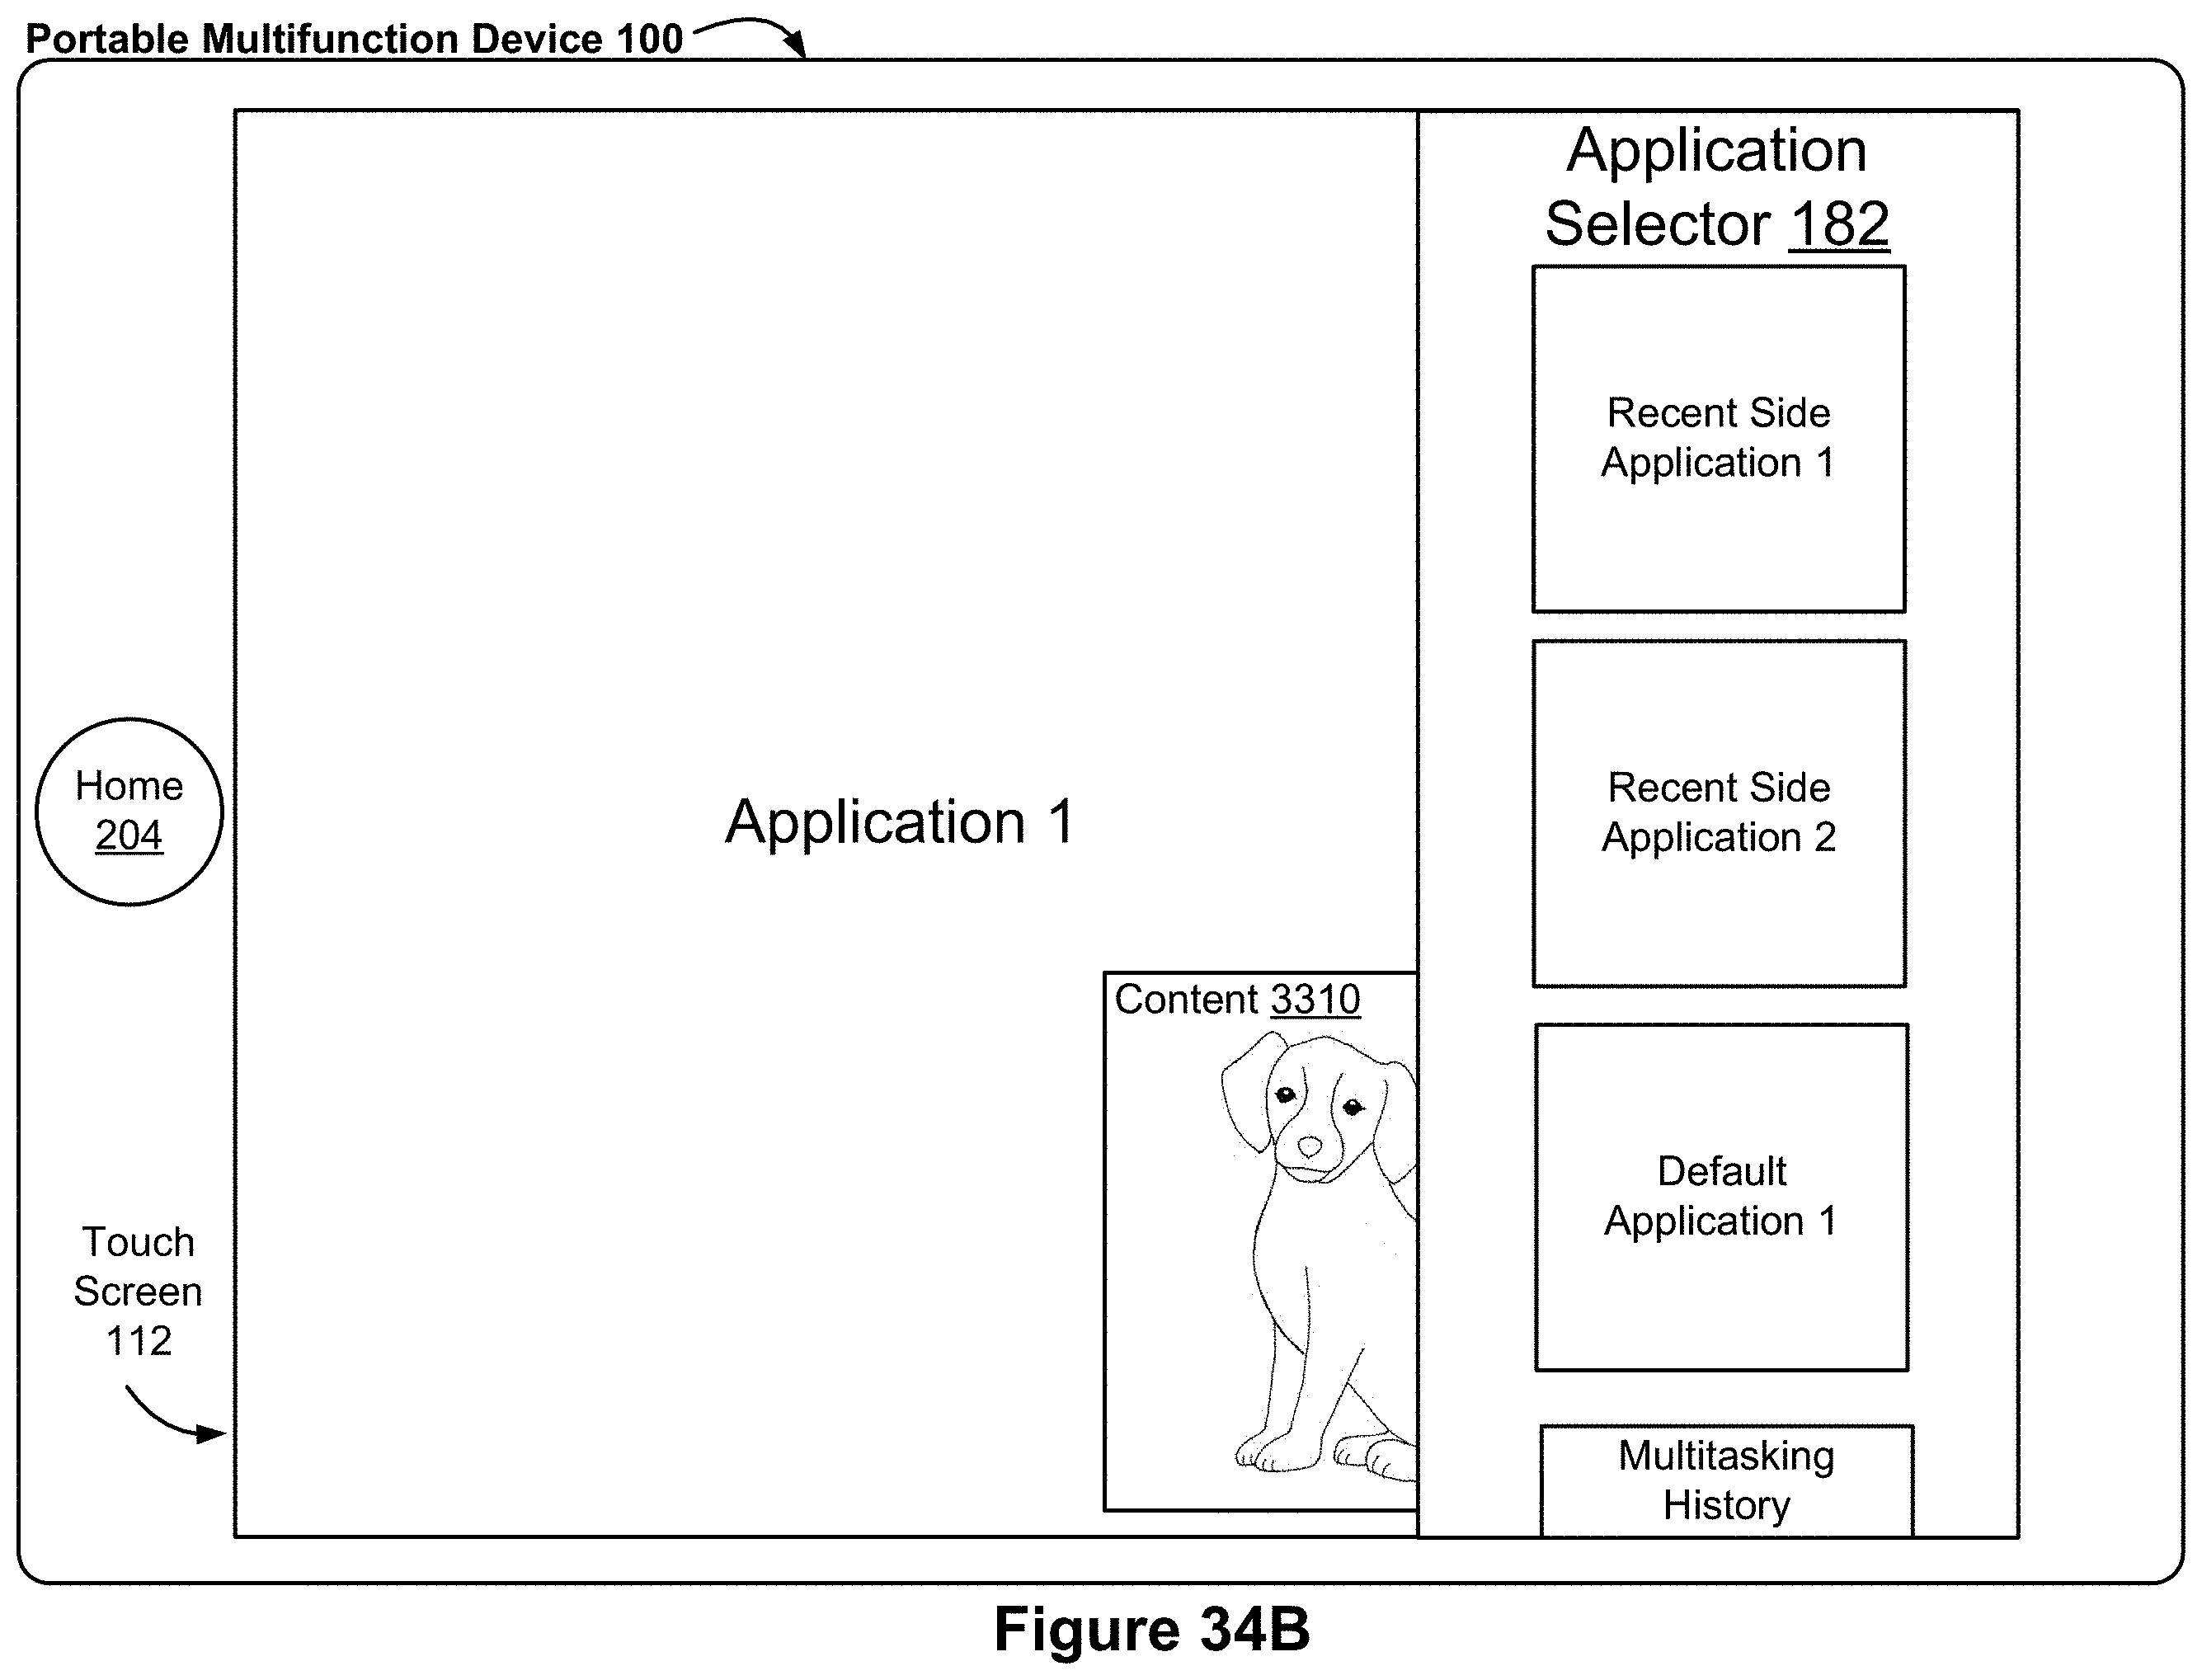 Portable Multifunction Device 100
Application
Selector 182
Recent Side
Application 1
Recent Side
Application 2
Home
204
Application 1
Content 3310
Default
Application 1
Touch
Screen
112
Multitasking
History
Figure 34B